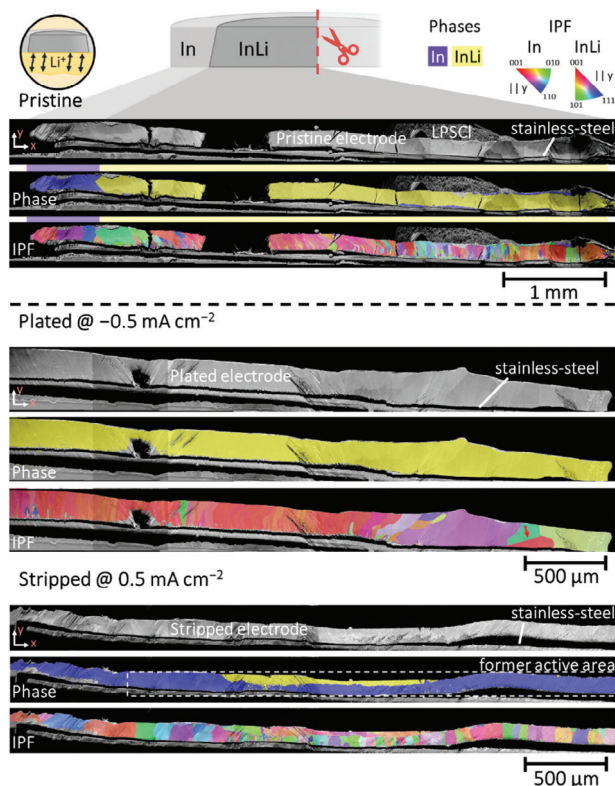 Phases
IPF
In
InLi
Li⁺
In
InLi
In
InLi
001
010
|| y
110
001
|| y
101
111
Pristine
y
x
Pristine electrode
LPSCl
stainless-steel
Phase
IPF
1 mm
Plated @ −0.5 mA cm⁻²
y
x
Plated electrode
stainless-steel
Phase
IPF
500 μm
Stripped @ 0.5 mA cm⁻²
y
x
Stripped electrode
stainless-steel
Phase
former active area
IPF
500 μm